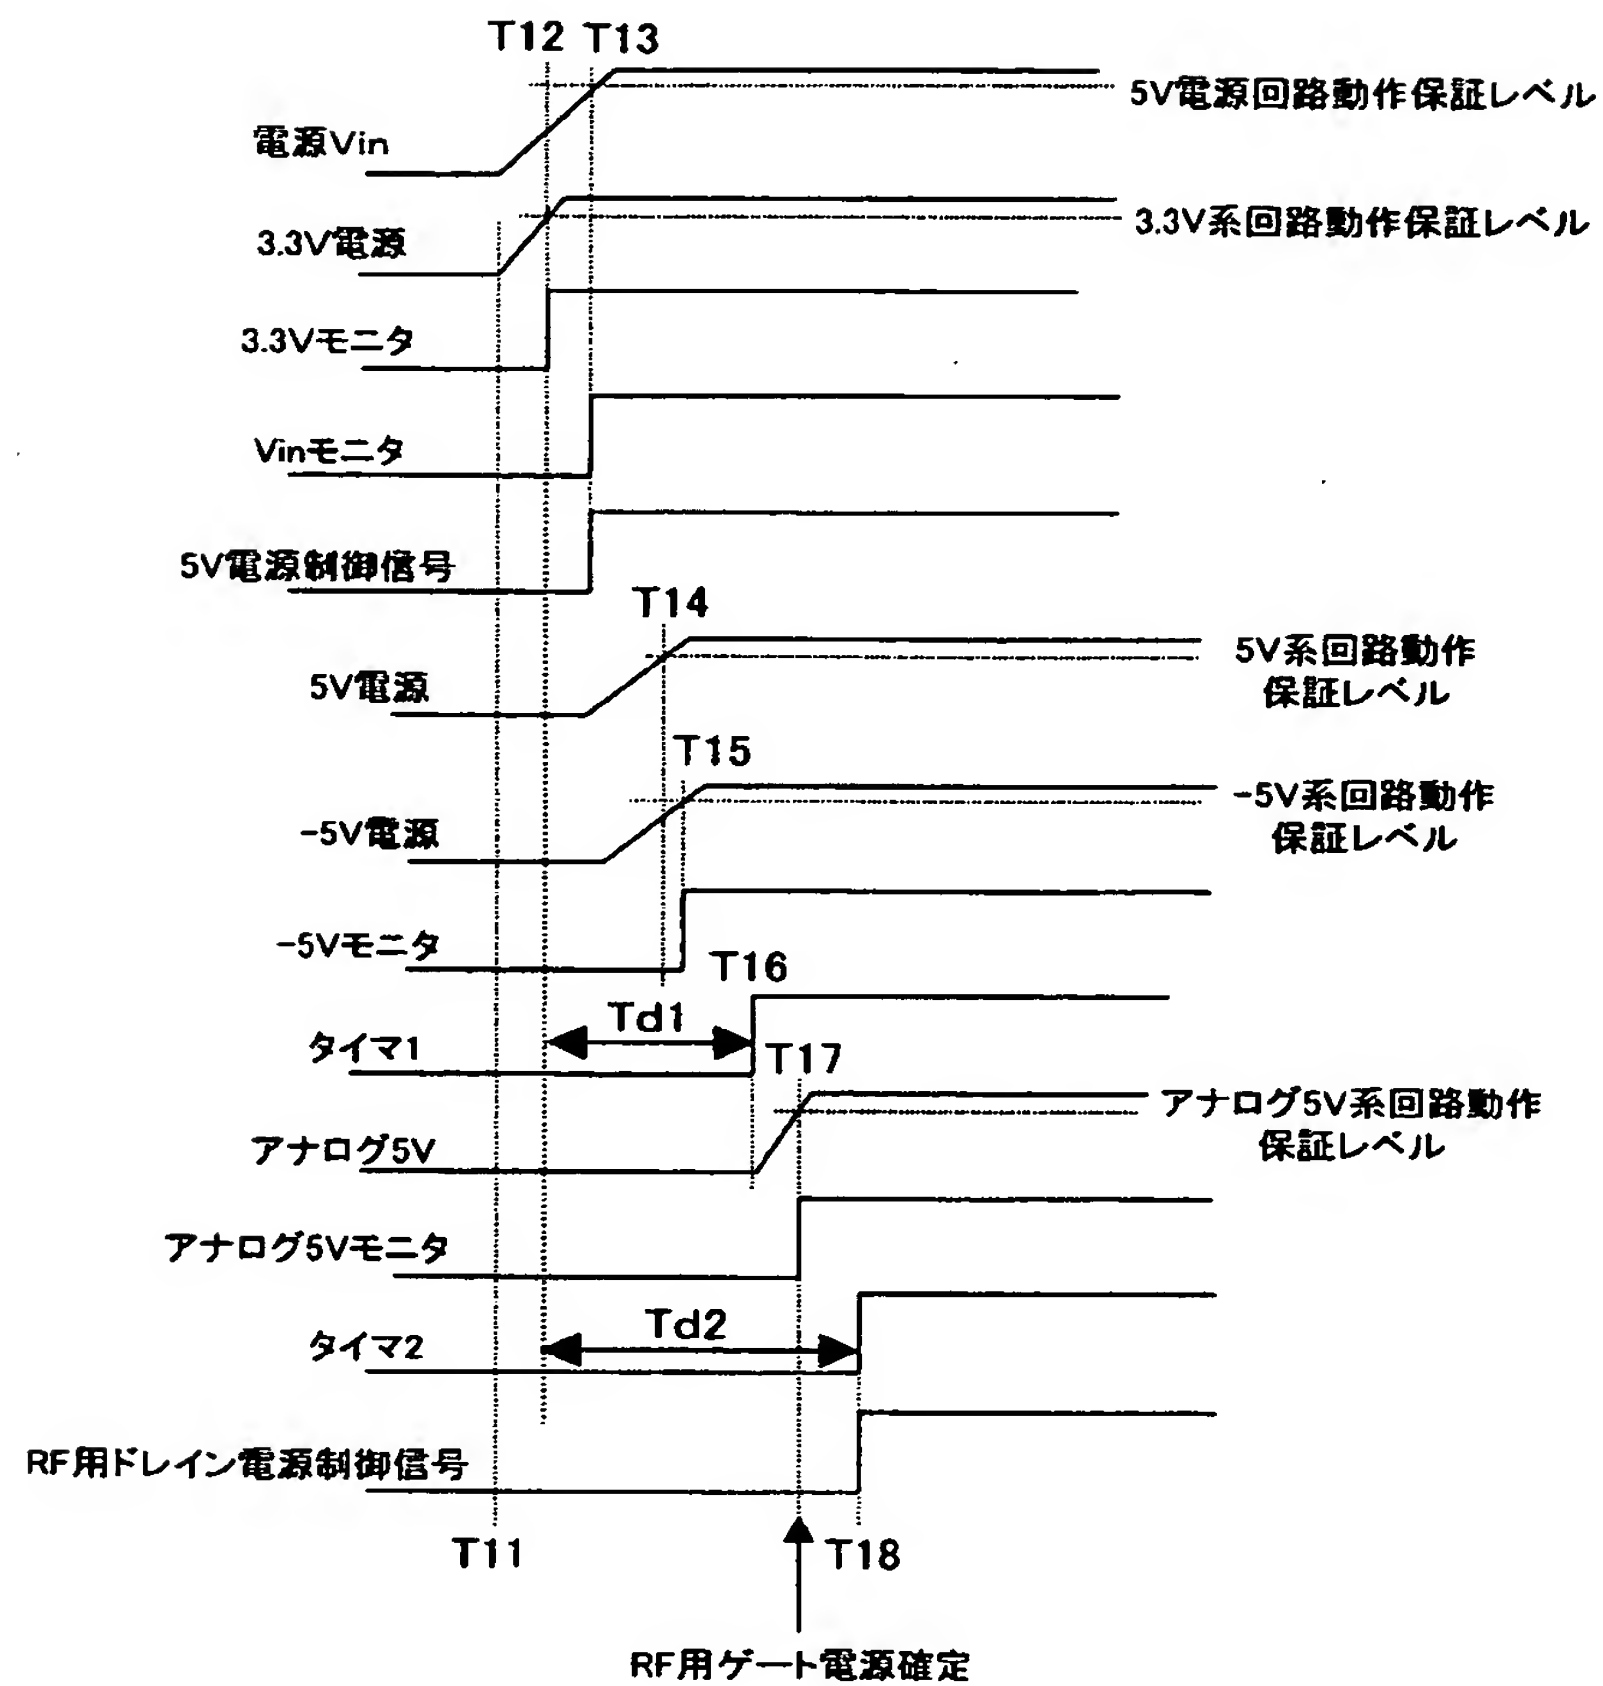 T12 T13
5V電源回路動作保証レベル
電源Vin
3.3V系回路動作保証レベル
3.3V電源
3.3Vモニタ
Vinモニタ
5V電源制御信号
T14
5V系回路動作
保証レベル
5V電源
T15
-5V系回路動作
保証レベル
-5V電源
-5Vモニタ
T16
Td1
タイマ1
T17
アナログ5V系回路動作
保証レベル
アナログ5V
アナログ5Vモニタ
Td2
タイマ2
RF用ドレイン電源制御信号
T11
T18
RF用ゲート電源確定